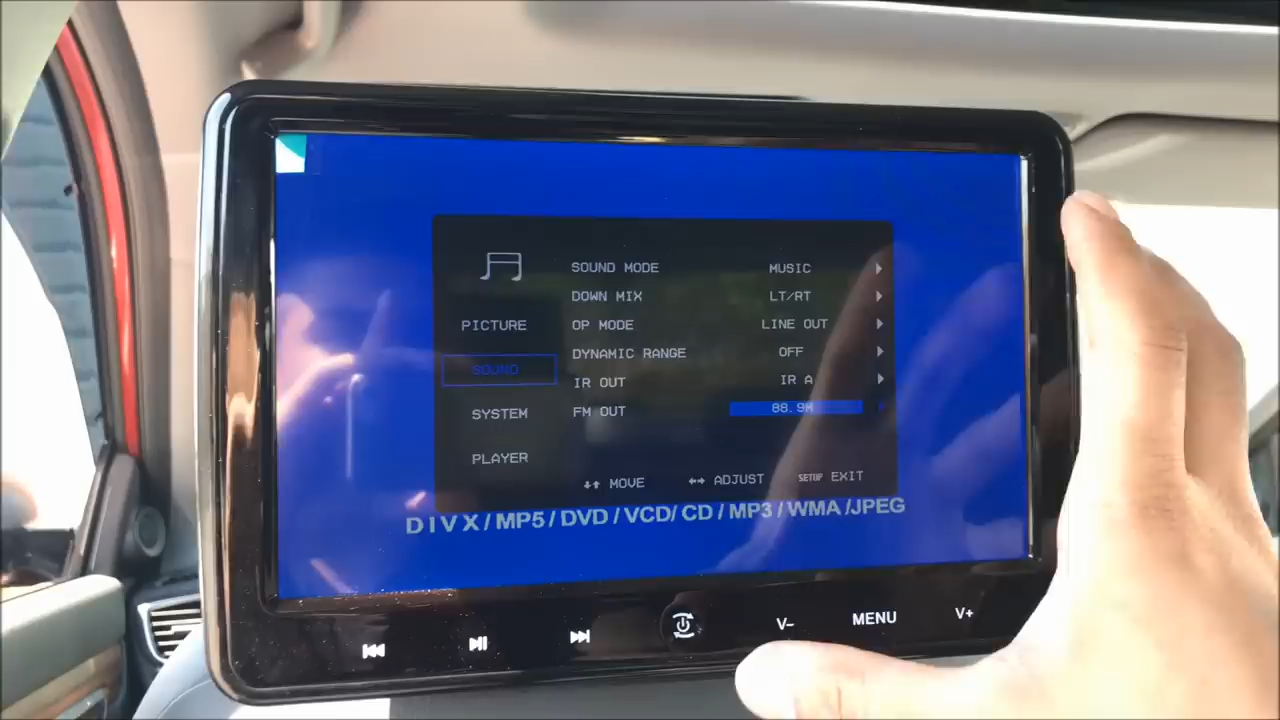 SOUND MODE MUSIC
DOWN MIX LT/RT
PICTURE OP MODE LINE OUT
SOUND DYNAMIC RANGE OFF
IR OUT IR A
SYSTEM FM OUT 88.9M
PLAYER
MOVE ADJUST SETUP EXIT
DIVX/MP5/DVD/VCD/CD/MP3/WMA/JPEG
V– MENU V+